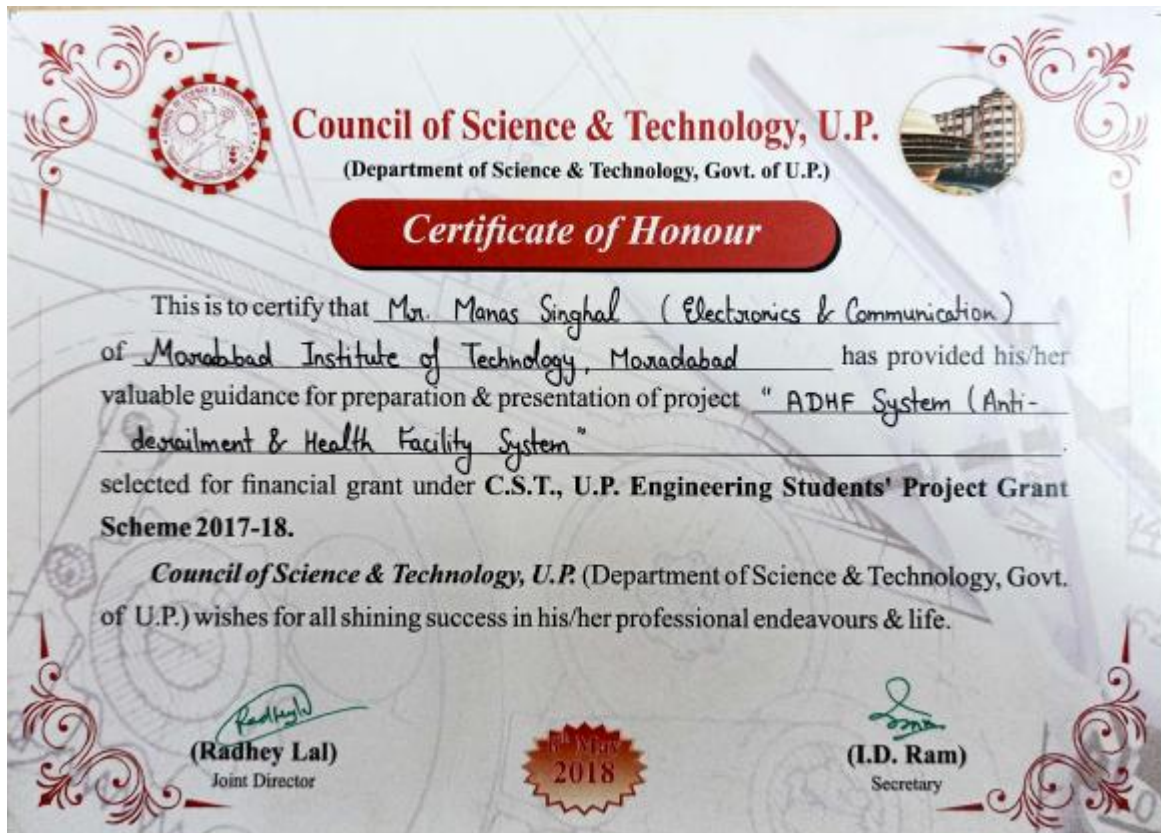 Council of Science & Technology, U.P.
(Department of Science & Technology, Govt. of U.P.)
Certificate of Honour
This is to certify that Mr. Manas Singhal (Electronics & Communication)
of Moradabad Institute of Technology, Moradabad has provided his/her
valuable guidance for preparation & presentation of project "ADHF System (Anti-
derailment & Health Facility System"
selected for financial grant under C.S.T., U.P. Engineering Students' Project Grant
Scheme 2017-18.
Council of Science & Technology, U.P. (Department of Science & Technology, Govt.
of U.P.) wishes for all shining success in his/her professional endeavours & life.
(Radhey Lal)
Joint Director
May
2018
(I.D. Ram)
Secretary